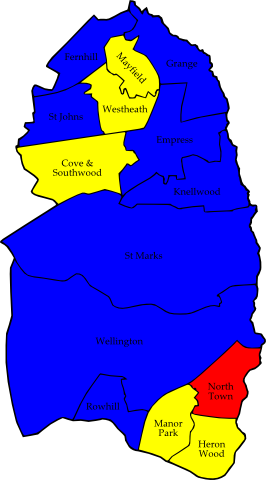 Fernhill
Mayfield
Grange
Westheath
St Johns
Empress
Cove &
Southwood
Knellwood
St Marks
Wellington
North
Town
Rowhill
Manor
Park
Heron
Wood